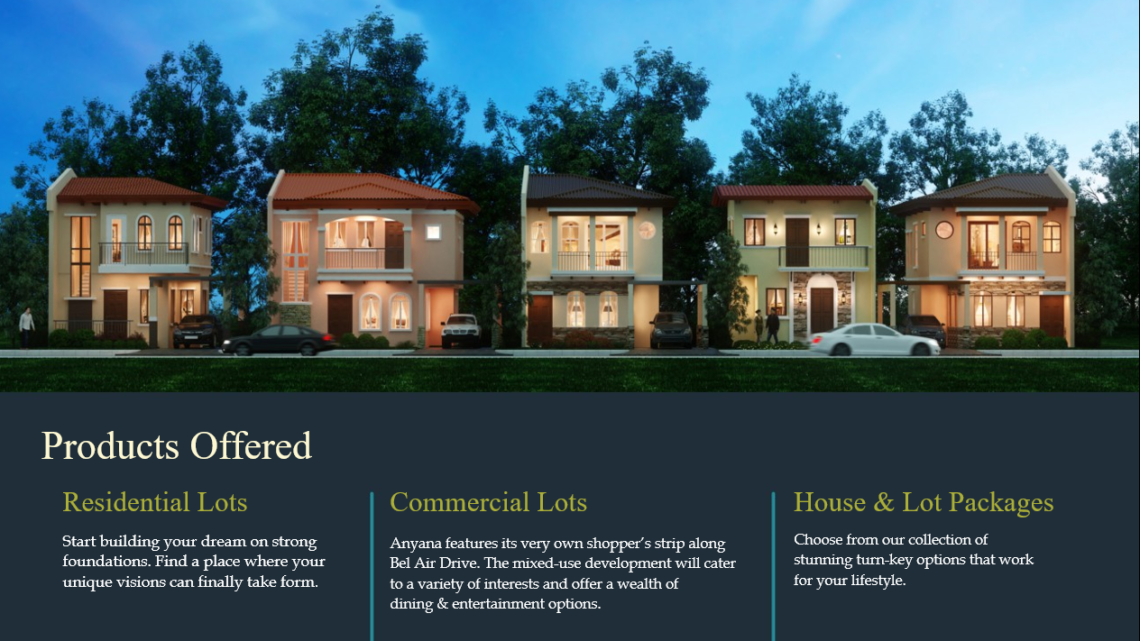 Products Offered
Residential Lots
Start building your dream on strong
foundations. Find a place where your
unique visions can finally take form.
Commercial Lots
Anyana features its very own shopper's strip along
Bel Air Drive. The mixed-use development will cater
to a variety of interests and offer a wealth of
dining & entertainment options.
House & Lot Packages
Choose from our collection of
stunning turn-key options that work
for your lifestyle.